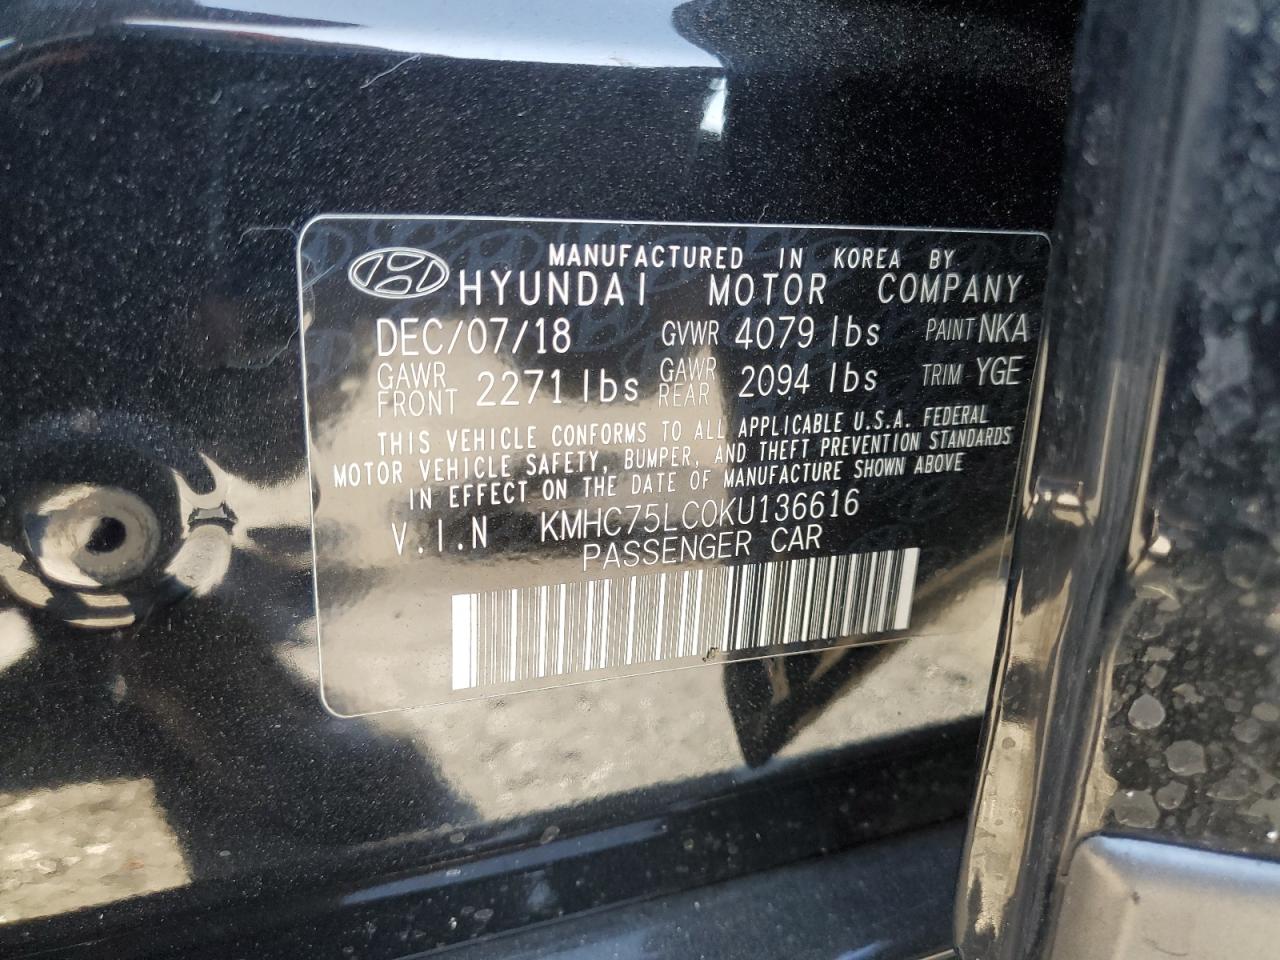 MANUFACTURED IN KOREA BY
HYUNDAI MOTOR COMPANY
DEC/07/18 GVWR 4079 lbs PAINT NKA
GAWR FRONT 2271 lbs GAWR REAR 2094 lbs TRIM YGE
THIS VEHICLE CONFORMS TO ALL APPLICABLE U.S.A. FEDERAL
MOTOR VEHICLE SAFETY, BUMPER, AND THEFT PREVENTION STANDARDS
IN EFFECT ON THE DATE OF MANUFACTURE SHOWN ABOVE
V.I.N KMHC75LC0KU136616
PASSENGER CAR